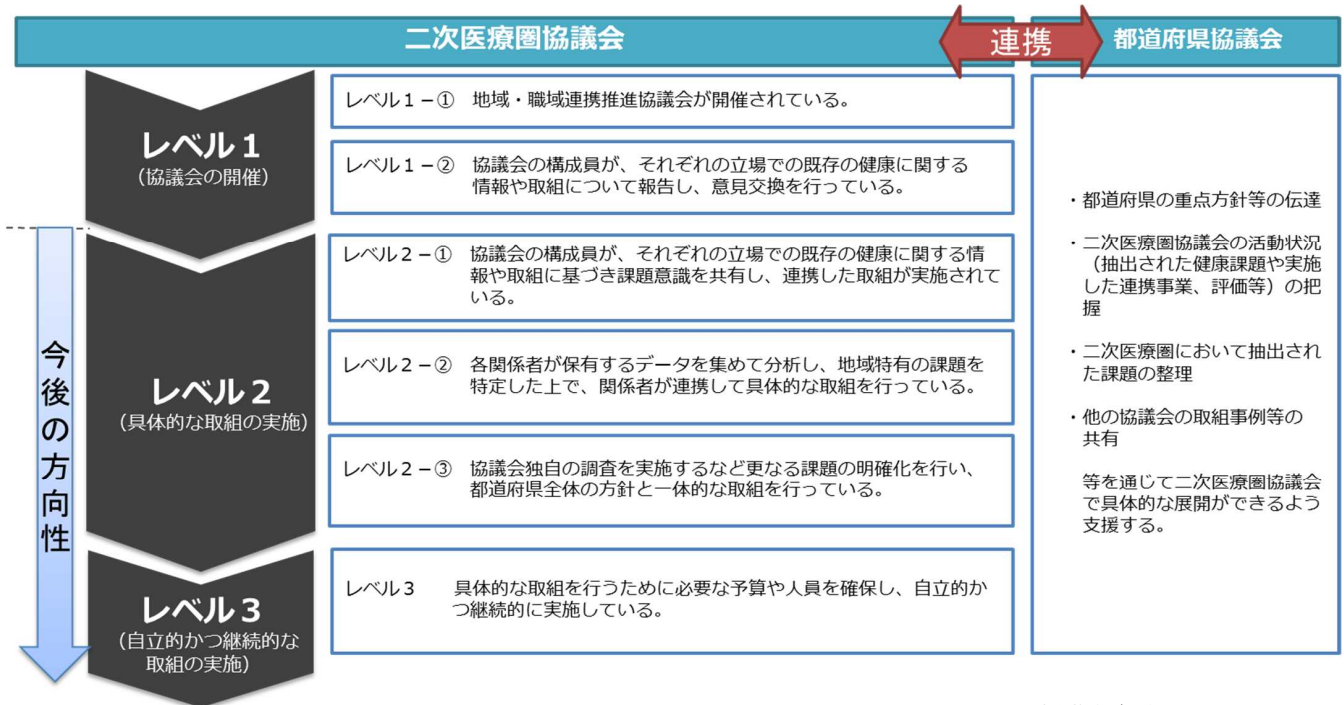 二次医療圏協議会
連携
都道府県協議会
レベル1
(協議会の開催)
レベル1-① 地域・職域連携推進協議会が開催されている。
レベル1-② 協議会の構成員が、それぞれの立場での既存の健康に関する
情報や取組について報告し、意見交換を行っている。
今後の方向性
レベル2
(具体的な取組の実施)
レベル2-① 協議会の構成員が、それぞれの立場での既存の健康に関する情
報や取組に基づき課題意識を共有し、連携した取組が実施されて
いる。
レベル2-② 各関係者が保有するデータを集めて分析し、地域特有の課題を
特定した上で、関係者が連携して具体的な取組を行っている。
レベル2-③ 協議会独自の調査を実施するなど更なる課題の明確化を行い、
都道府県全体の方針と一体的な取組を行っている。
レベル3
(自立的かつ継続的な
取組の実施)
レベル3 具体的な取組を行うために必要な予算や人員を確保し、自立的か
つ継続的に実施している。
・都道府県の重点方針等の伝達
・二次医療圏協議会の活動状況
(抽出された健康課題や実施
した連携事業、評価等)の把
握
・二次医療圏において抽出され
た課題の整理
・他の協議会の取組事例等の
共有
等を通じて二次医療圏協議会
で具体的な展開ができるよう
支援する。